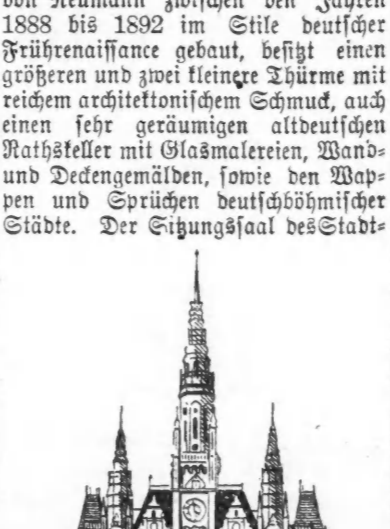 von Neumann zwischen den Jahren
1888 bis 1892 im Stile deutscher
Frührenaissance gebaut, besitzt einen
größeren und zwei kleinere Thürme mit
reichem architektonischem Schmuck, auch
einen sehr geräumigen altdeutschen
Rathskeller mit Glasmalereien, Wand-
und Deckengemälden, sowie den Wap-
pen und Sprüchen deutschböhmischer
Städte. Der Sitzungssaal des Stadt-